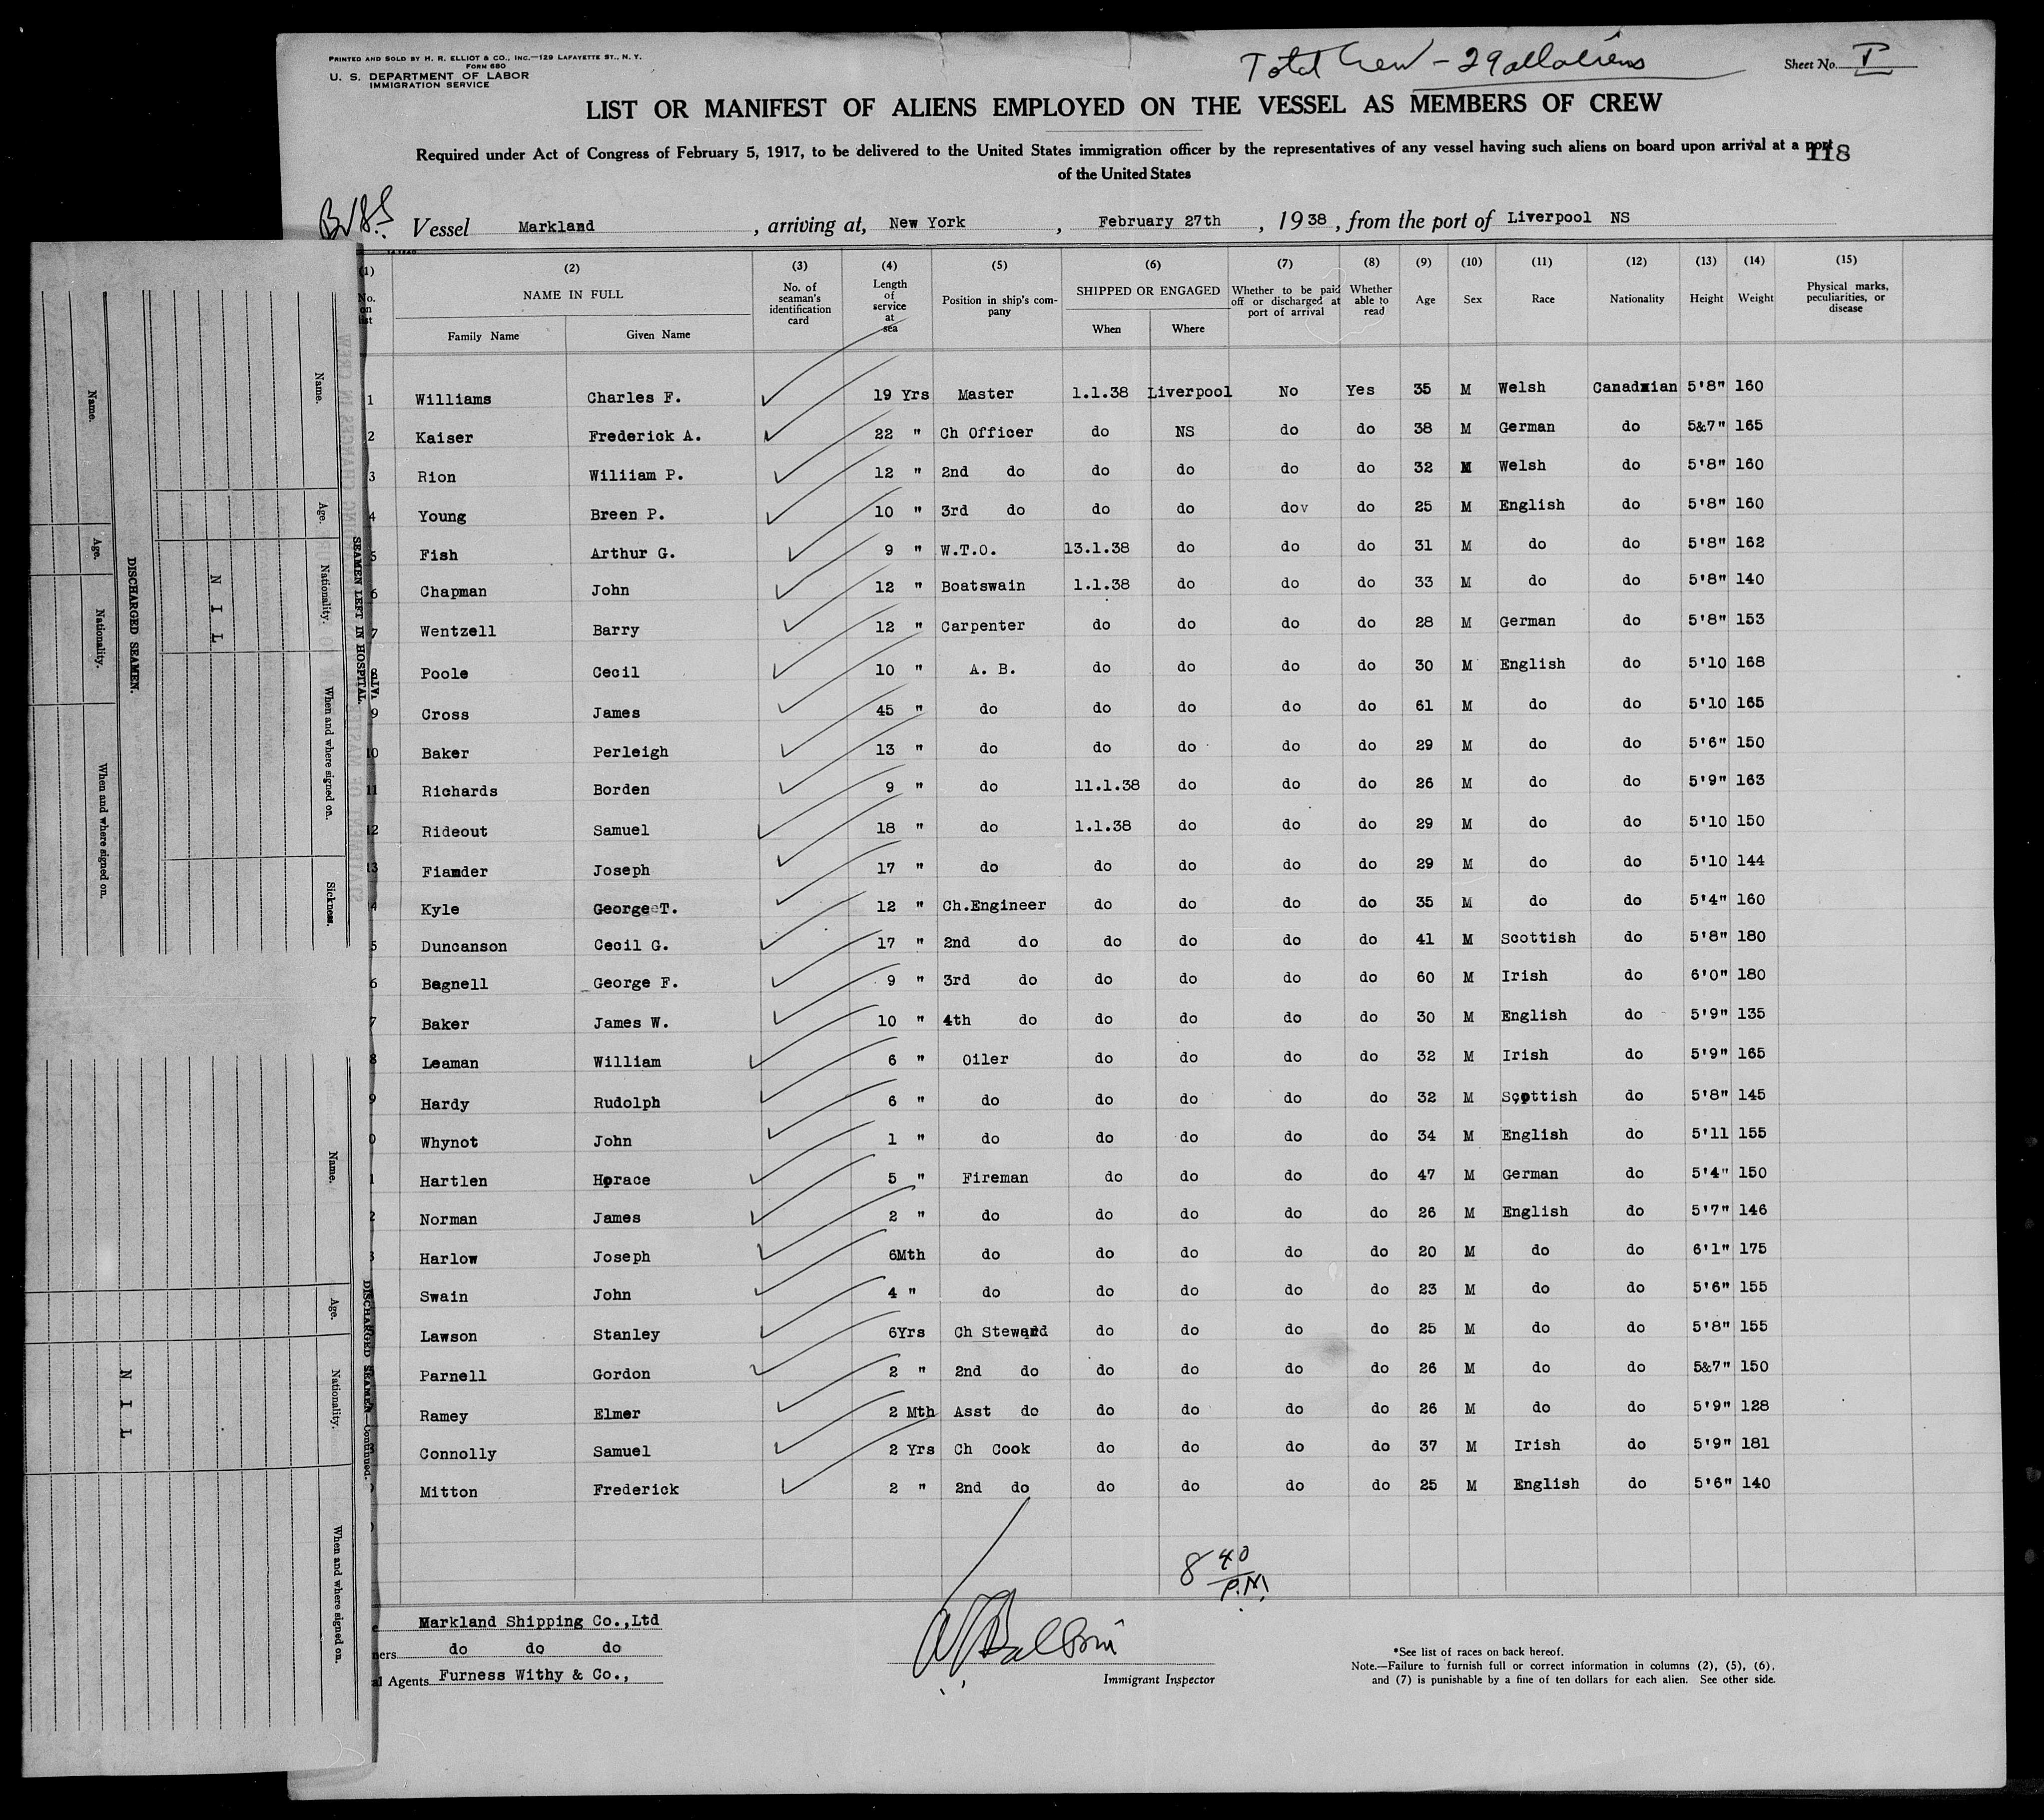 PRINTED AND SOLD BY H. R. ELLIOT & CO., INC.—129 LAFAYETTE ST., N. Y.
FORM 680
U. S. DEPARTMENT OF LABOR
IMMIGRATION SERVICE
Total Crew - 29 all aliens
Sheet No. I
LIST OR MANIFEST OF ALIENS EMPLOYED ON THE VESSEL AS MEMBERS OF CREW
Required under Act of Congress of February 5, 1917, to be delivered to the United States immigration officer by the representatives of any vessel having such aliens on board upon arrival at a port
of the United States
118
Vessel Markland , arriving at, New York , February 27th , 1938 , from the port of Liverpool NS
(1) (2) (3) (4) (5) (6) (7) (8) (9) (10) (11) (12) (13) (14) (15)
No. on list NAME IN FULL Family Name Given Name No. of seaman's identification card Length of service at sea Position in ship's company SHIPPED OR ENGAGED When Where Whether to be paid off or discharged at port of arrival Whether able to read Age Sex Race Nationality Height Weight Physical marks, peculiarities, or disease
1 Williams Charles F. 19 Yrs Master 1.1.38 Liverpool No Yes 35 M Welsh Canadxian 5'8" 160
2 Kaiser Frederick A. 22 " Ch Officer do NS do do 38 M German do 5&7" 165
3 Rion Wiliiam P. 12 " 2nd do do do do do 32 M Welsh do 5'8" 160
4 Young Breen P. 10 " 3rd do do do dov do 25 M English do 5'8" 160
5 Fish Arthur G. 9 " W.T.O. 13.1.38 do do do 31 M do do 5'8" 162
6 Chapman John 12 " Boatswain 1.1.38 do do do 33 M do do 5'8" 140
7 Wentzell Barry 12 " Carpenter do do do do 28 M German do 5'8" 153
8 Poole Cecil 10 " A. B. do do do do 30 M English do 5'10 168
9 Cross James 45 " do do do do do 61 M do do 5'10 165
10 Baker Perleigh 13 " do do do do do 29 M do do 5'6" 150
11 Richards Borden 9 " do 11.1.38 do do do 26 M do do 5'9" 163
12 Rideout Samuel 18 " do 1.1.38 do do do 29 M do do 5'10 150
13 Fiander Joseph 17 " do do do do do 29 M do do 5'10 144
4 Kyle George T. 12 " Ch.Engineer do do do do 35 M do do 5'4" 160
5 Duncanson Cecil G. 17 " 2nd do do do do do 41 M Scottish do 5'8" 180
6 Bagnell George F. 9 " 3rd do do do do do 60 M Irish do 6'0" 180
7 Baker James W. 10 " 4th do do do do do 30 M English do 5'9" 135
8 Leaman William 6 " Oiler do do do do 32 M Irish do 5'9" 165
9 Hardy Rudolph 6 " do do do do do 32 M Scottish do 5'8" 145
0 Whynot John 1 " do do do do do 34 M English do 5'11 155
1 Hartlen Horace 5 " Fireman do do do do 47 M German do 5'4" 150
2 Norman James 2 " do do do do do 26 M English do 5'7" 146
3 Harlow Joseph 6Mth do do do do do 20 M do do 6'1" 175
Swain John 4 " do do do do do 23 M do do 5'6" 155
Lawson Stanley 6Yrs Ch Steward do do do do 25 M do do 5'8" 155
Parnell Gordon 2 " 2nd do do do do do 26 M do do 5&7" 150
Ramey Elmer 2 Mth Asst do do do do do 26 M do do 5'9" 128
Connolly Samuel 2 Yrs Ch Cook do do do do 37 M Irish do 5'9" 181
Mitton Frederick 2 " 2nd do do do do do 25 M English do 5'6" 140
8 40 P.M.
Markland Shipping Co.,Ltd
ners do do do
al Agents Furness Withy & Co.,
Immigrant Inspector
*See list of races on back hereof.
Note.—Failure to furnish full or correct information in columns (2), (5), (6),
and (7) is punishable by a fine of ten dollars for each alien. See other side.
SEAMEN LEFT IN HOSPITAL.
Name. Age. Nationality. When and where signed on. Sickness.
N I L
DISCHARGED SEAMEN.
Name. Age. Nationality. When and where signed on.
DISCHARGED SEAMEN—Continued.
Name. Age. Nationality. When and where signed on.
N I L